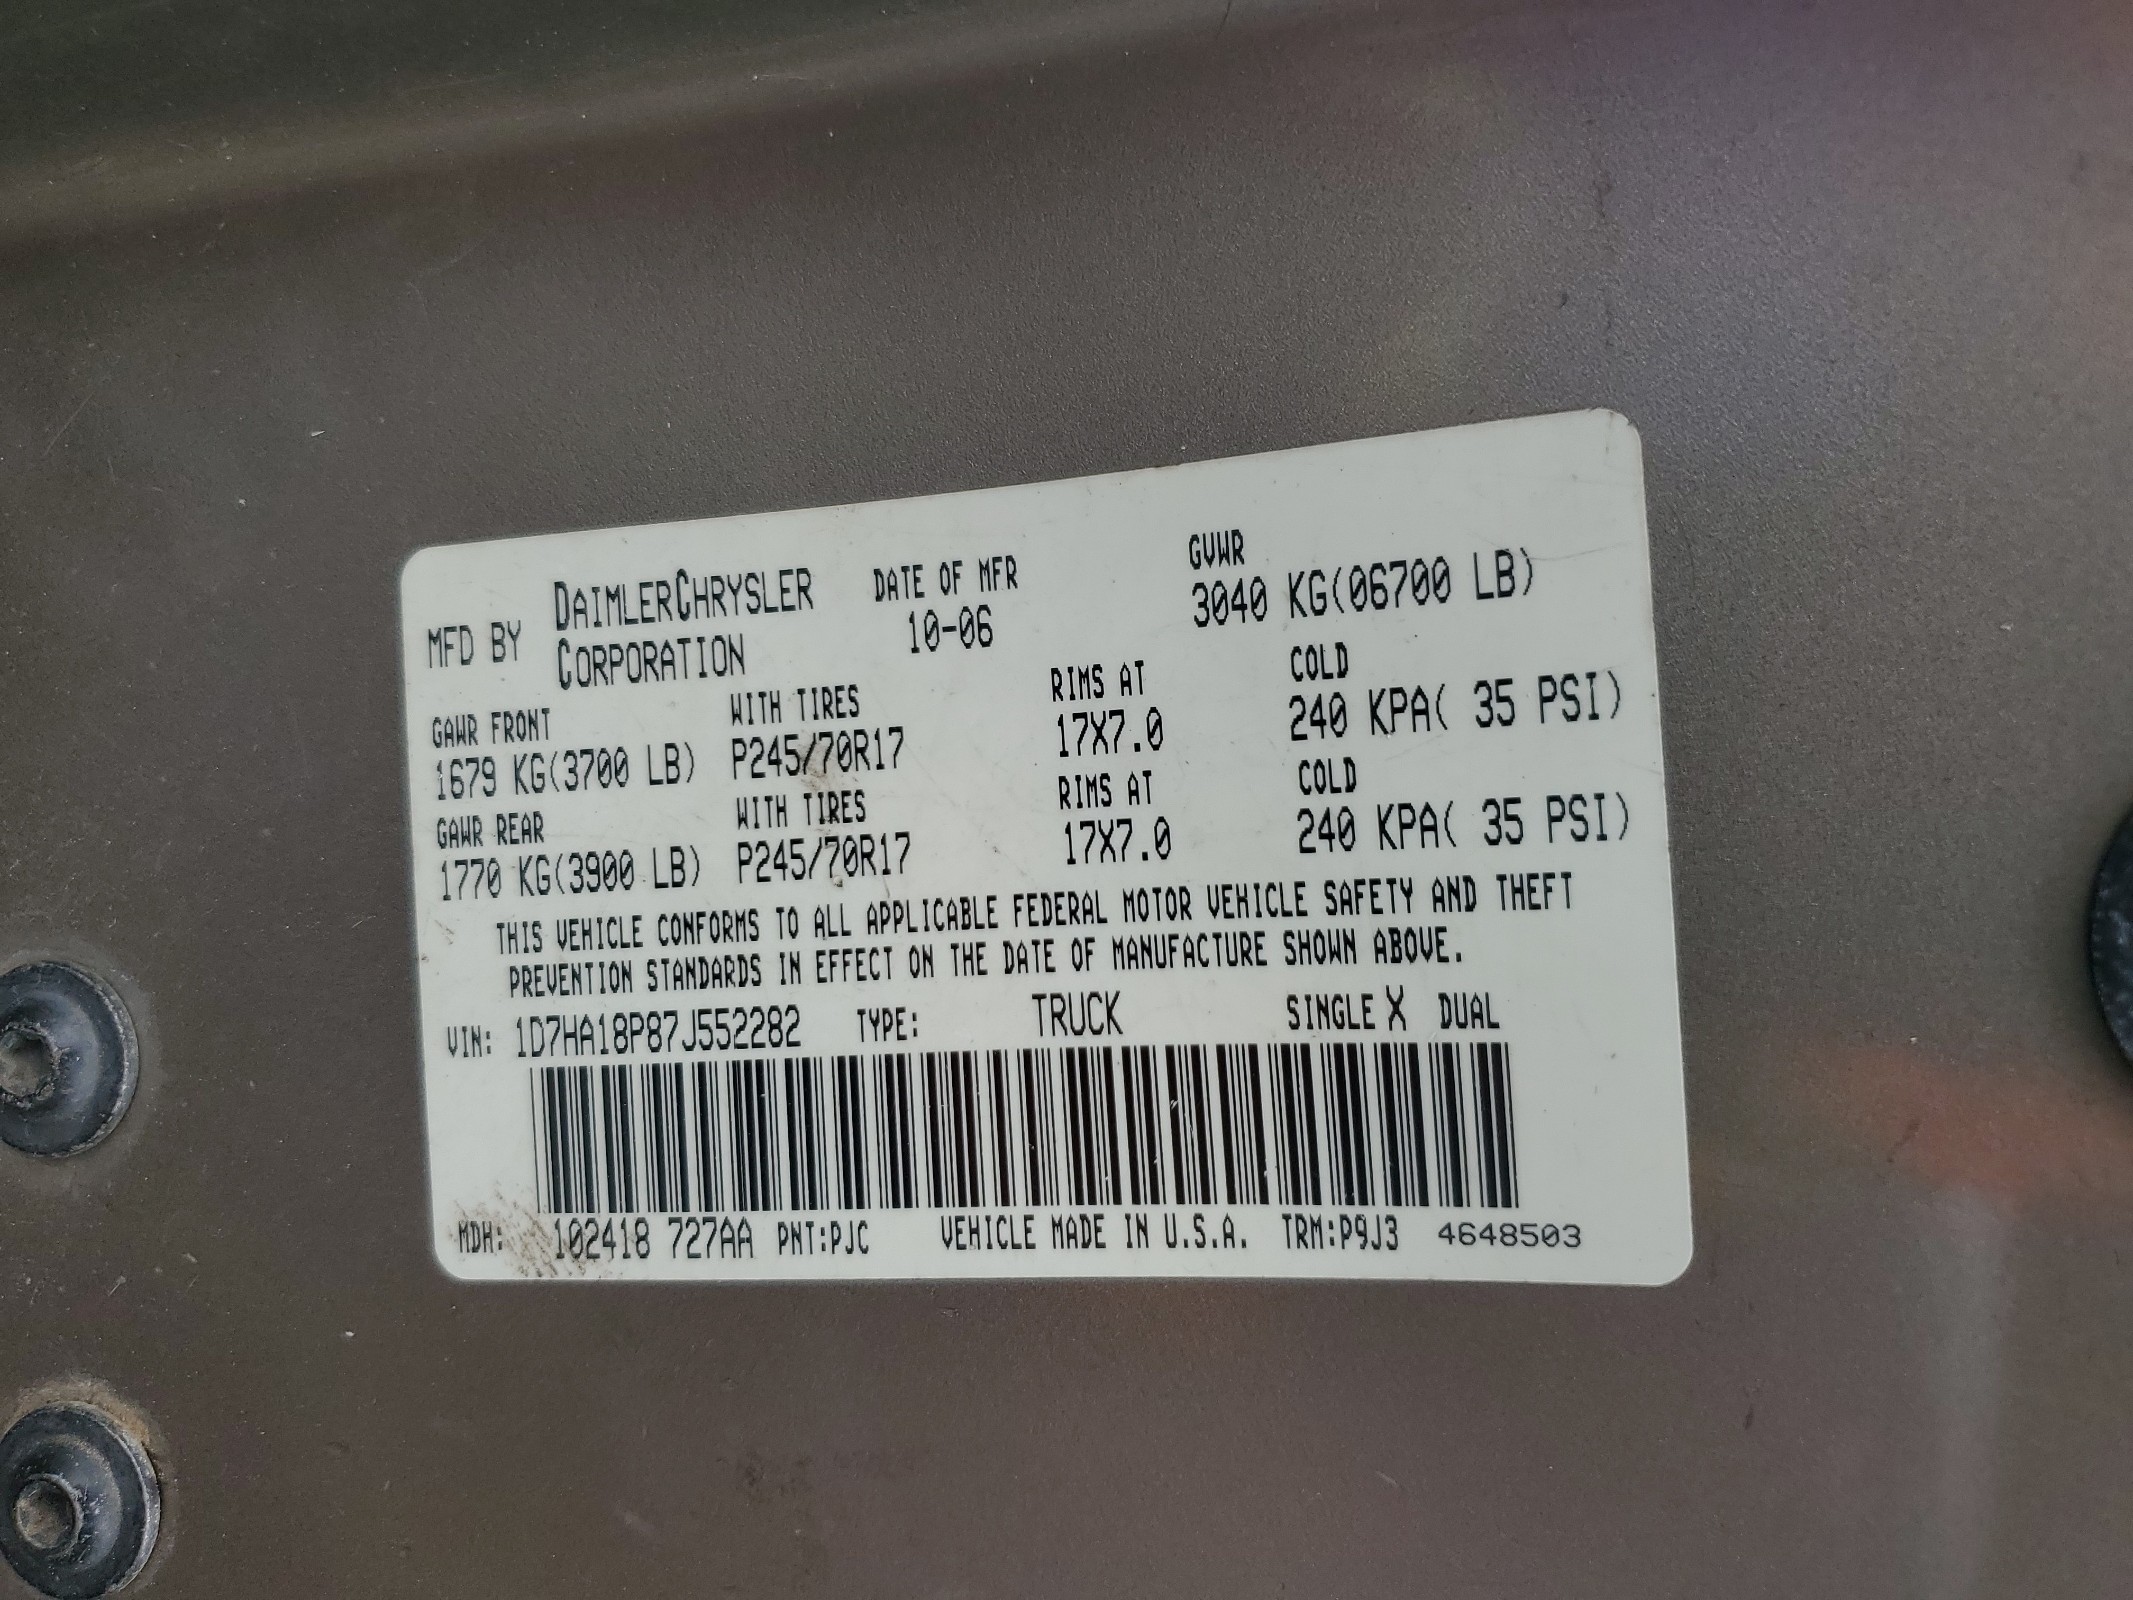 MFD BY DAIMLERCHRYSLER CORPORATION DATE OF MFR 10-06 GVWR 3040 KG(06700 LB)
GAWR FRONT WITH TIRES RIMS AT COLD
1679 KG(3700 LB) P245/70R17 17X7.0 240 KPA( 35 PSI)
GAWR REAR WITH TIRES RIMS AT COLD
1770 KG(3900 LB) P245/70R17 17X7.0 240 KPA( 35 PSI)
THIS VEHICLE CONFORMS TO ALL APPLICABLE FEDERAL MOTOR VEHICLE SAFETY AND THEFT
PREVENTION STANDARDS IN EFFECT ON THE DATE OF MANUFACTURE SHOWN ABOVE.
VIN: 1D7HA18P87J552282 TYPE: TRUCK SINGLE X DUAL
MDH: 102418 727AA PNT:PJC VEHICLE MADE IN U.S.A. TRM:P9J3 4648503